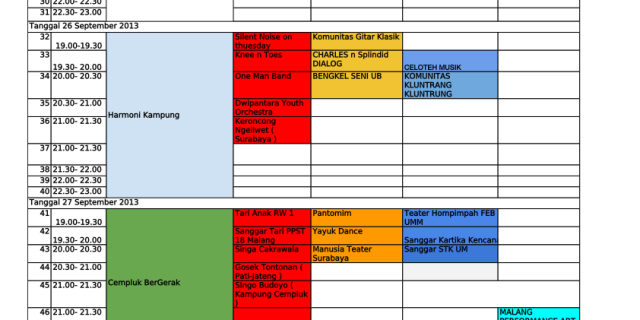 30 22.00- 22.30
31 22.30- 23.00
Tanggal 26 September 2013
32 19.00-19.30 Silent Noise on thuesday Komunitas Gitar Klasik
33 19.30- 20.00 Knee n Toes CHARLES n Splindid DIALOG CELOTEH MUSIK
34 20.00- 20.30 One Man Band BENGKEL SENI UB KOMUNITAS KLUNTRANG KLUNTRUNG
35 20.30- 21.00 Dwipantara Youth Orchestra
Harmoni Kampung
36 21.00- 21.30 Keroncong Ngeliwet ( Surabaya )
37 21.00- 21.30
38 21.30- 22.00
39 22.00- 22.30
40 22.30- 23.00
Tanggal 27 September 2013
41 19.00-19.30 Tari Anak RW 1 Pantomim Teater Hompimpah FEB UMM
42 19.30- 20.00 Sanggar Tari PPST 18 Malang Yayuk Dance Sanggar Kartika Kencan
43 20.00- 20.30 Singa Cakrawala Manusia Teater Surabaya Sanggar STK UM
44 20.30- 21.00 Gosek Tontonan ( Pati-Jateng )
Cempluk BerGerak
45 21.00- 21.30 Singo Budoyo ( Kampung Cempluk )
46 21.00- 21.30 MALANG PERFORMANCE ART